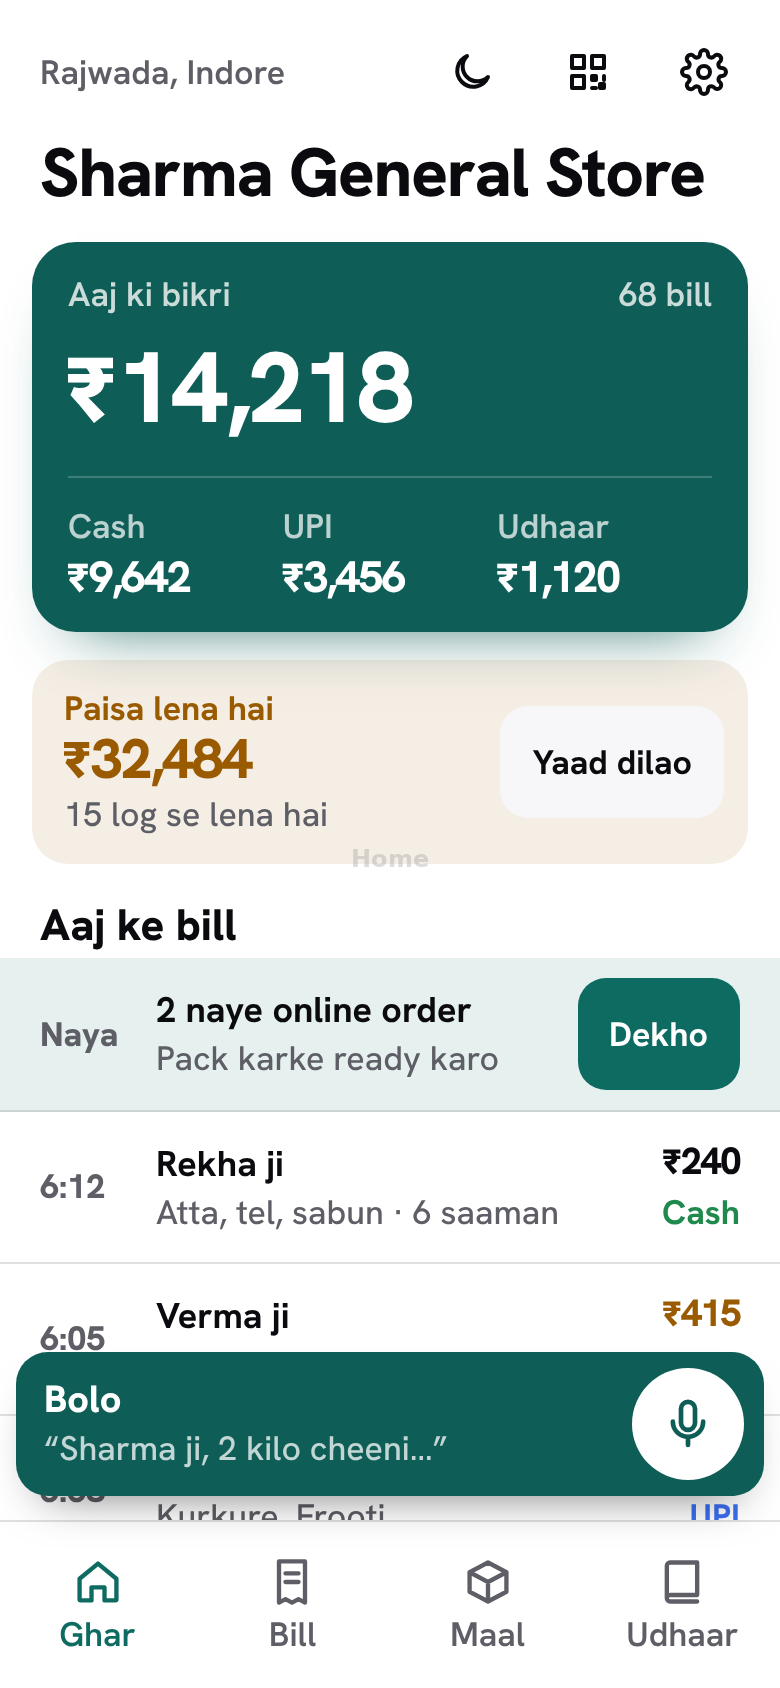 Rajwada, Indore
Sharma General Store
Aaj ki bikri
68 bill
₹14,218
Cash
UPI
Udhaar
₹9,642
₹3,456
₹1,120
Paisa lena hai
₹32,484
15 log se lena hai
Yaad dilao
Home
Aaj ke bill
Naya
2 naye online order
Pack karke ready karo
Dekho
6:12
Rekha ji
₹240
Atta, tel, sabun · 6 saaman
Cash
6:05
Verma ji
₹415
Bolo
“Sharma ji, 2 kilo cheeni…”
Kurkure, Frooti
UPI
Ghar
Bill
Maal
Udhaar